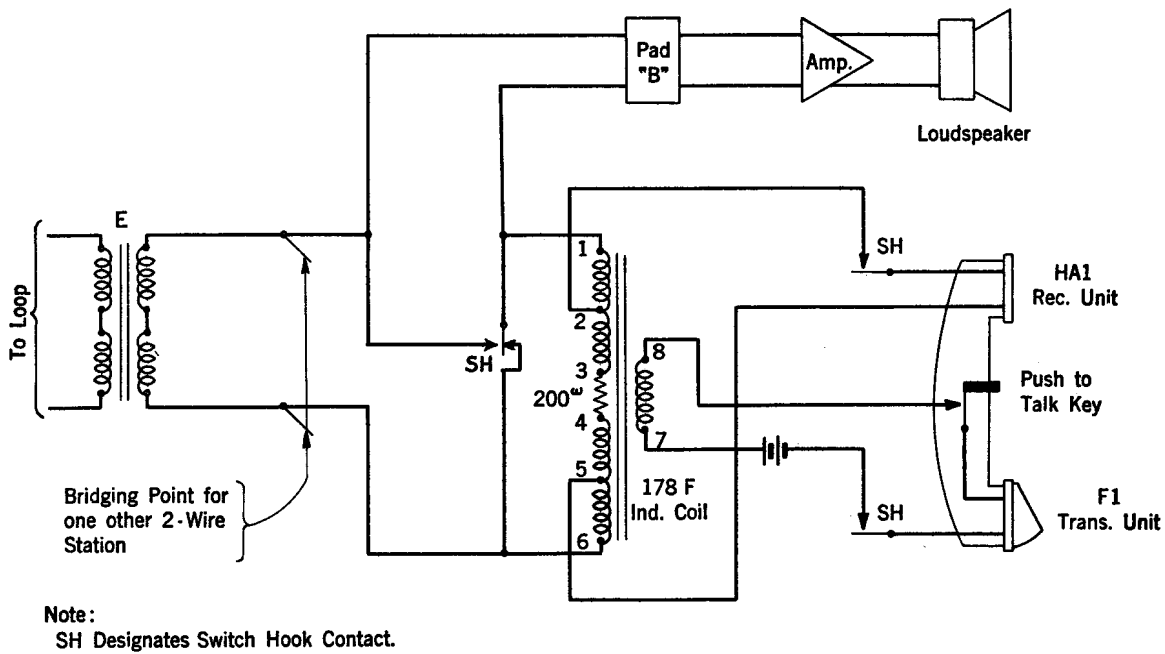 Pad
"B"
Amp.
Loudspeaker
E
To Loop
SH
1
2
3
200ω
4
5
6
8
7
178 F
Ind. Coil
SH
HA1
Rec. Unit
Push to
Talk Key
SH
F1
Trans. Unit
Bridging Point for
one other 2-Wire
Station
Note:
SH Designates Switch Hook Contact.